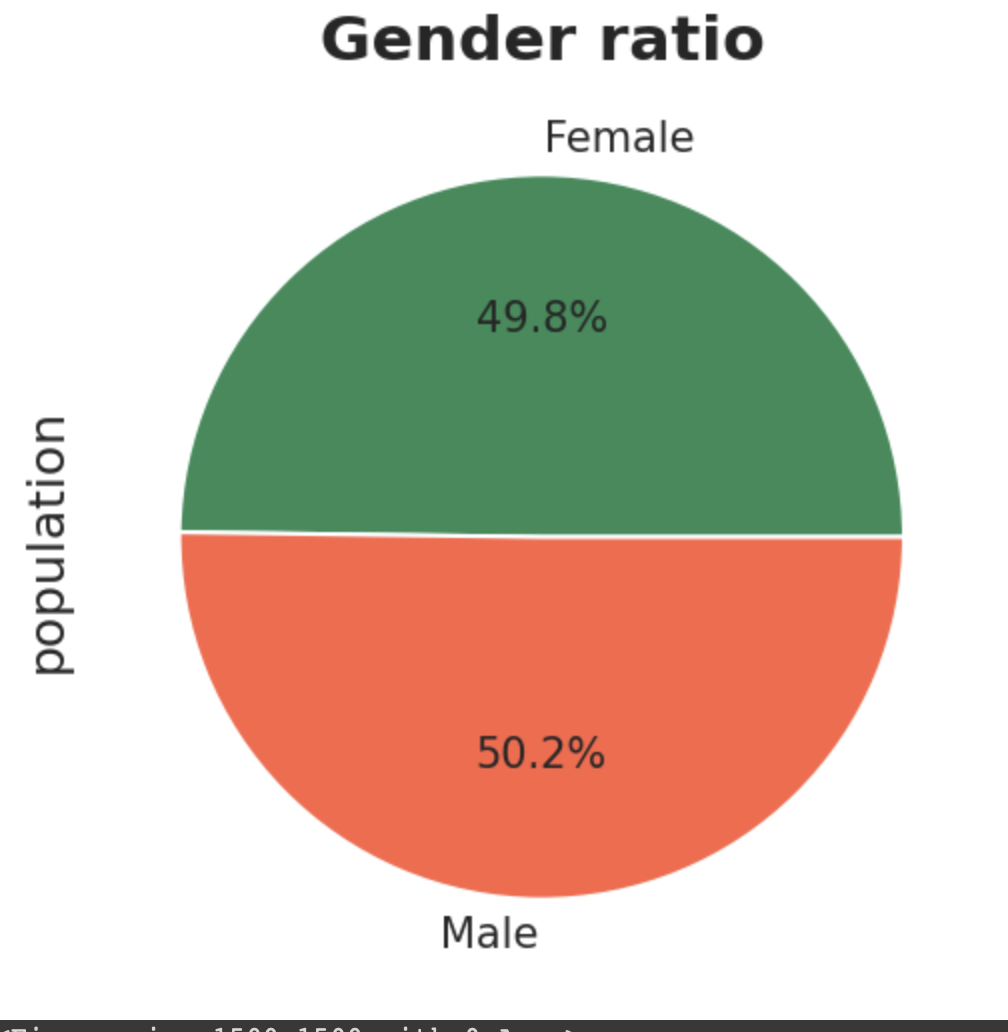 Gender ratio
Female
49.8%
population
50.2%
Male